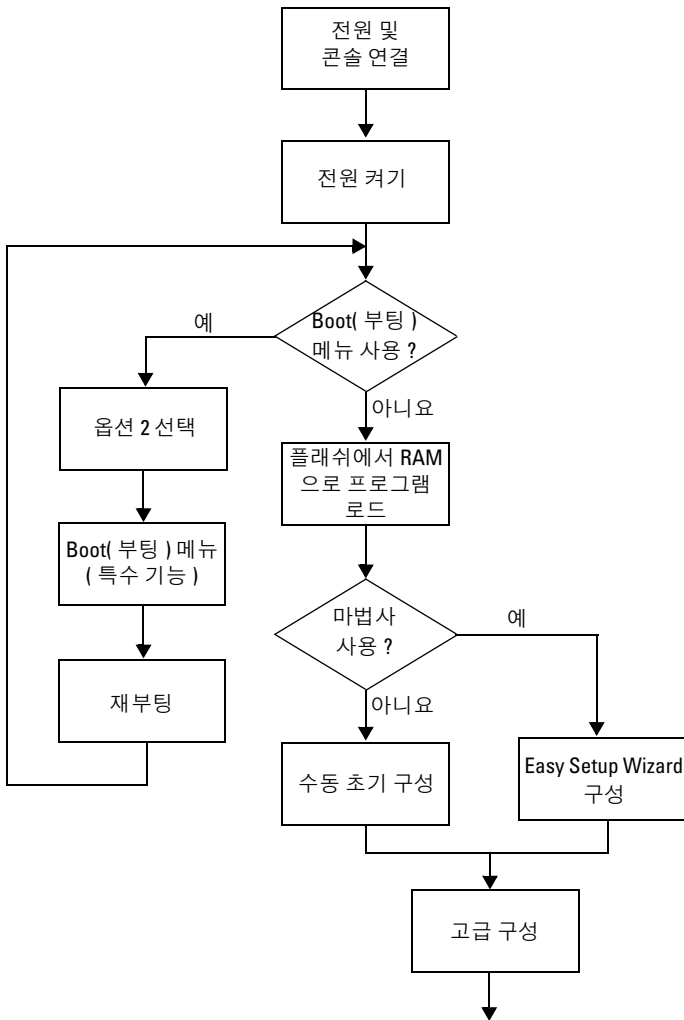 전원 및
콘솔 연결
전원 켜기
Boot( 부팅 )
메뉴 사용 ?
예
아니요
옵션 2 선택
플래쉬에서 RAM
으로 프로그램
로드
Boot( 부팅 ) 메뉴
( 특수 기능 )
마법사
사용 ?
예
아니요
재부팅
수동 초기 구성
Easy Setup Wizard
구성
고급 구성